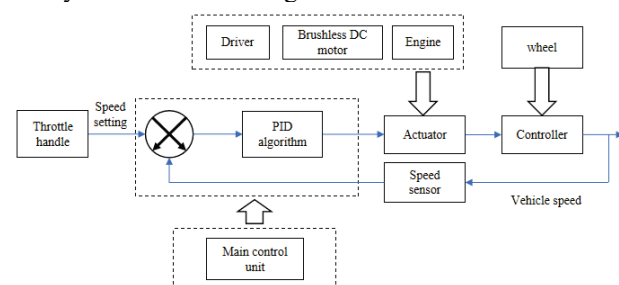 Driver
Brushless DC
motor
Engine
wheel
Speed
setting
Throttle
handle
PID
algorithm
Actuator
Controller
Speed
sensor
Vehicle speed
Main control
unit